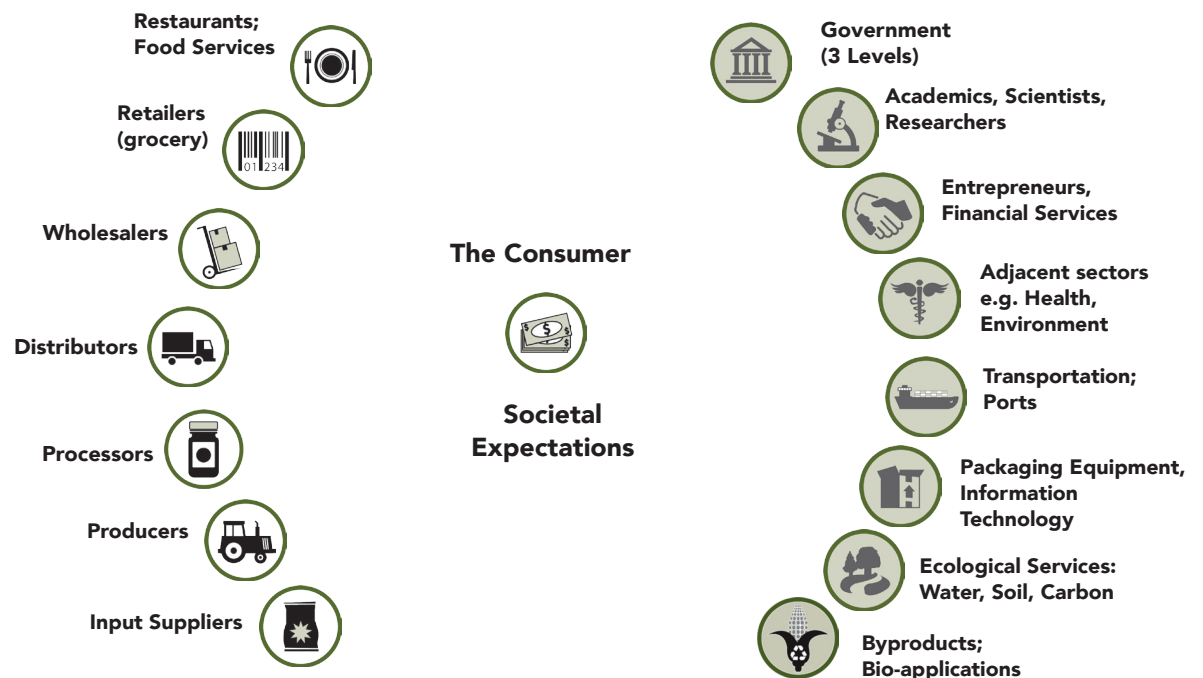 Restaurants;
Food Services
Retailers
(grocery)
01 234
Wholesalers
Distributors
Processors
Producers
Input Suppliers
The Consumer
$ $
$
$
Societal
Expectations
Government
(3 Levels)
Academics, Scientists,
Researchers
Entrepreneurs,
Financial Services
Adjacent sectors
e.g. Health,
Environment
Transportation;
Ports
Packaging Equipment,
Information
Technology
Ecological Services:
Water, Soil, Carbon
Byproducts;
Bio-applications